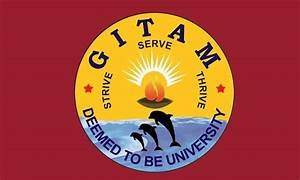 GITAM
STRIVE
SERVE
THRIVE
DEEMED TO BE UNIVERSITY